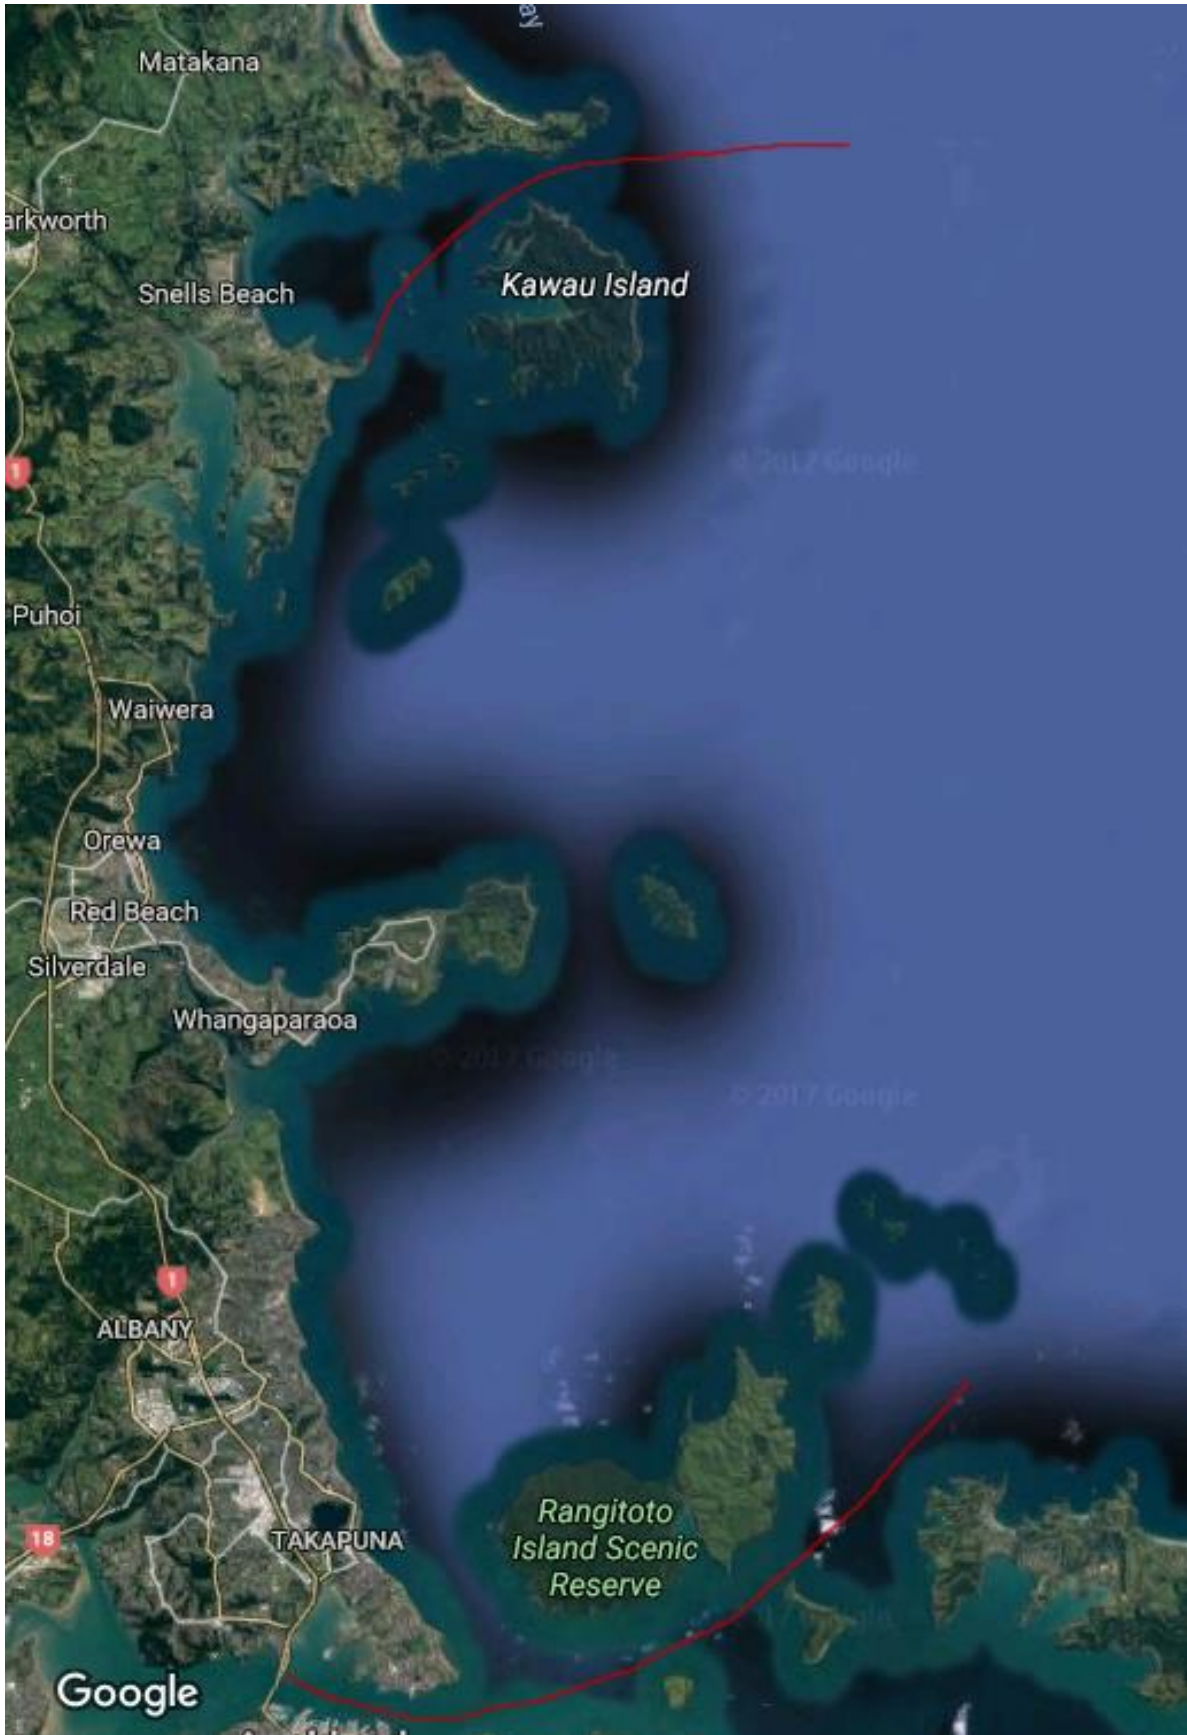 ay
Matakana
arkworth
Snells Beach
Kawau Island
© 2017 Google
1
Puhoi
Waiwera
Orewa
Red Beach
Silverdale
Whangaparaoa
© 2017 Google
© 2017 Google
1
ALBANY
Rangitoto
Island Scenic
Reserve
18
TAKAPUNA
Google